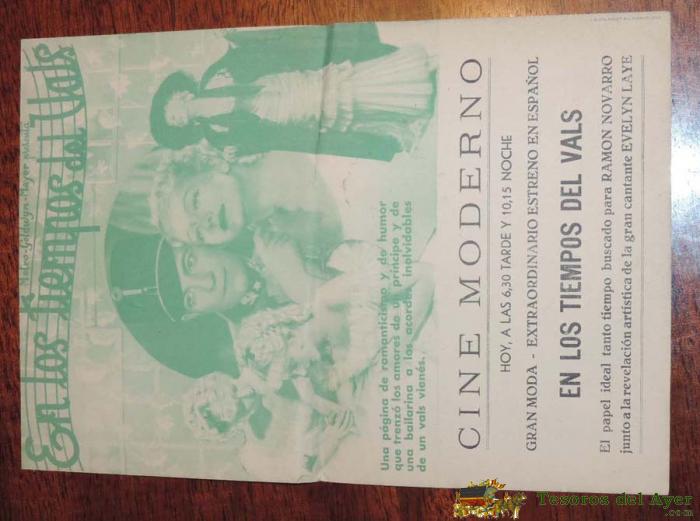 Metro-Goldwyn-Mayer presenta
En los tiempos del Vals
Una página de romanticismo y de humor
que trenzó los amores de un príncipe y de
una bailarina a los acordes inolvidables
de un vals vienés.
CINE MODERNO
HOY, A LAS 6,30 TARDE Y 10,15 NOCHE
GRAN MODA - EXTRAORDINARIO ESTRENO EN ESPAÑOL
EN LOS TIEMPOS DEL VALS
El papel ideal tanto tiempo buscado para RAMON NOVARRO
junto a la revelación artística de la gran cantante EVELYN LAYE
Tesoros del Ayer
.com